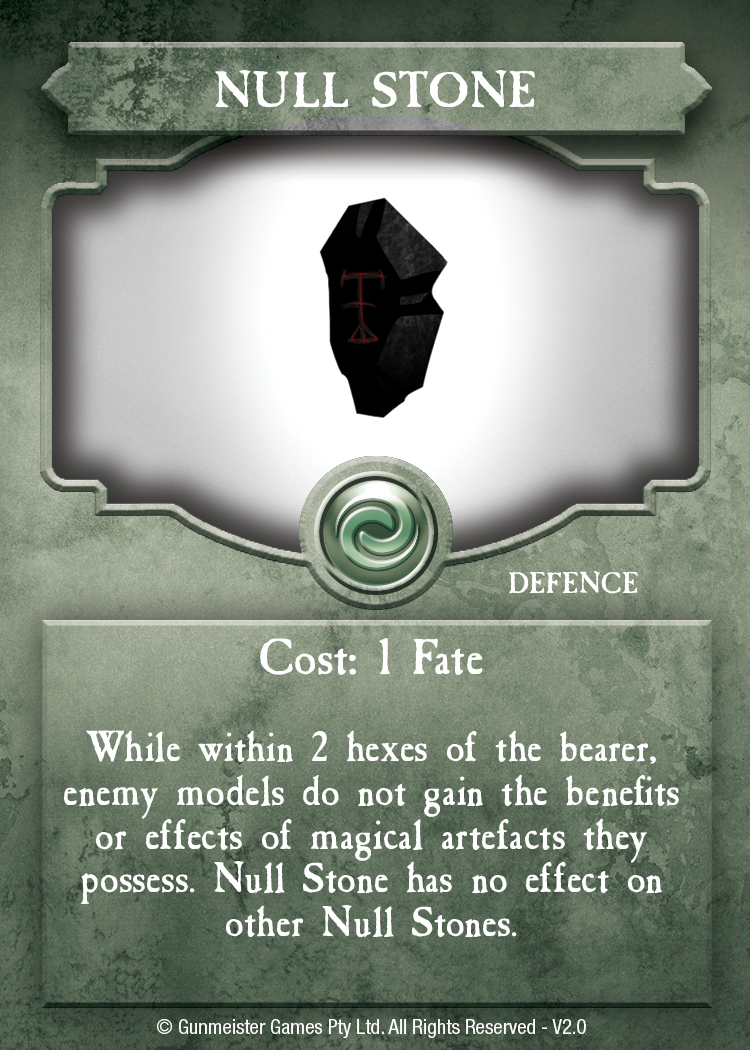 NULL STONE
DEFENCE
Cost: 1 Fate
While within 2 hexes of the bearer,
enemy models do not gain the benefits
or effects of magical artefacts they
possess. Null Stone has no effect on
other Null Stones.
© Gunmeister Games Pty Ltd. All Rights Reserved - V2.0